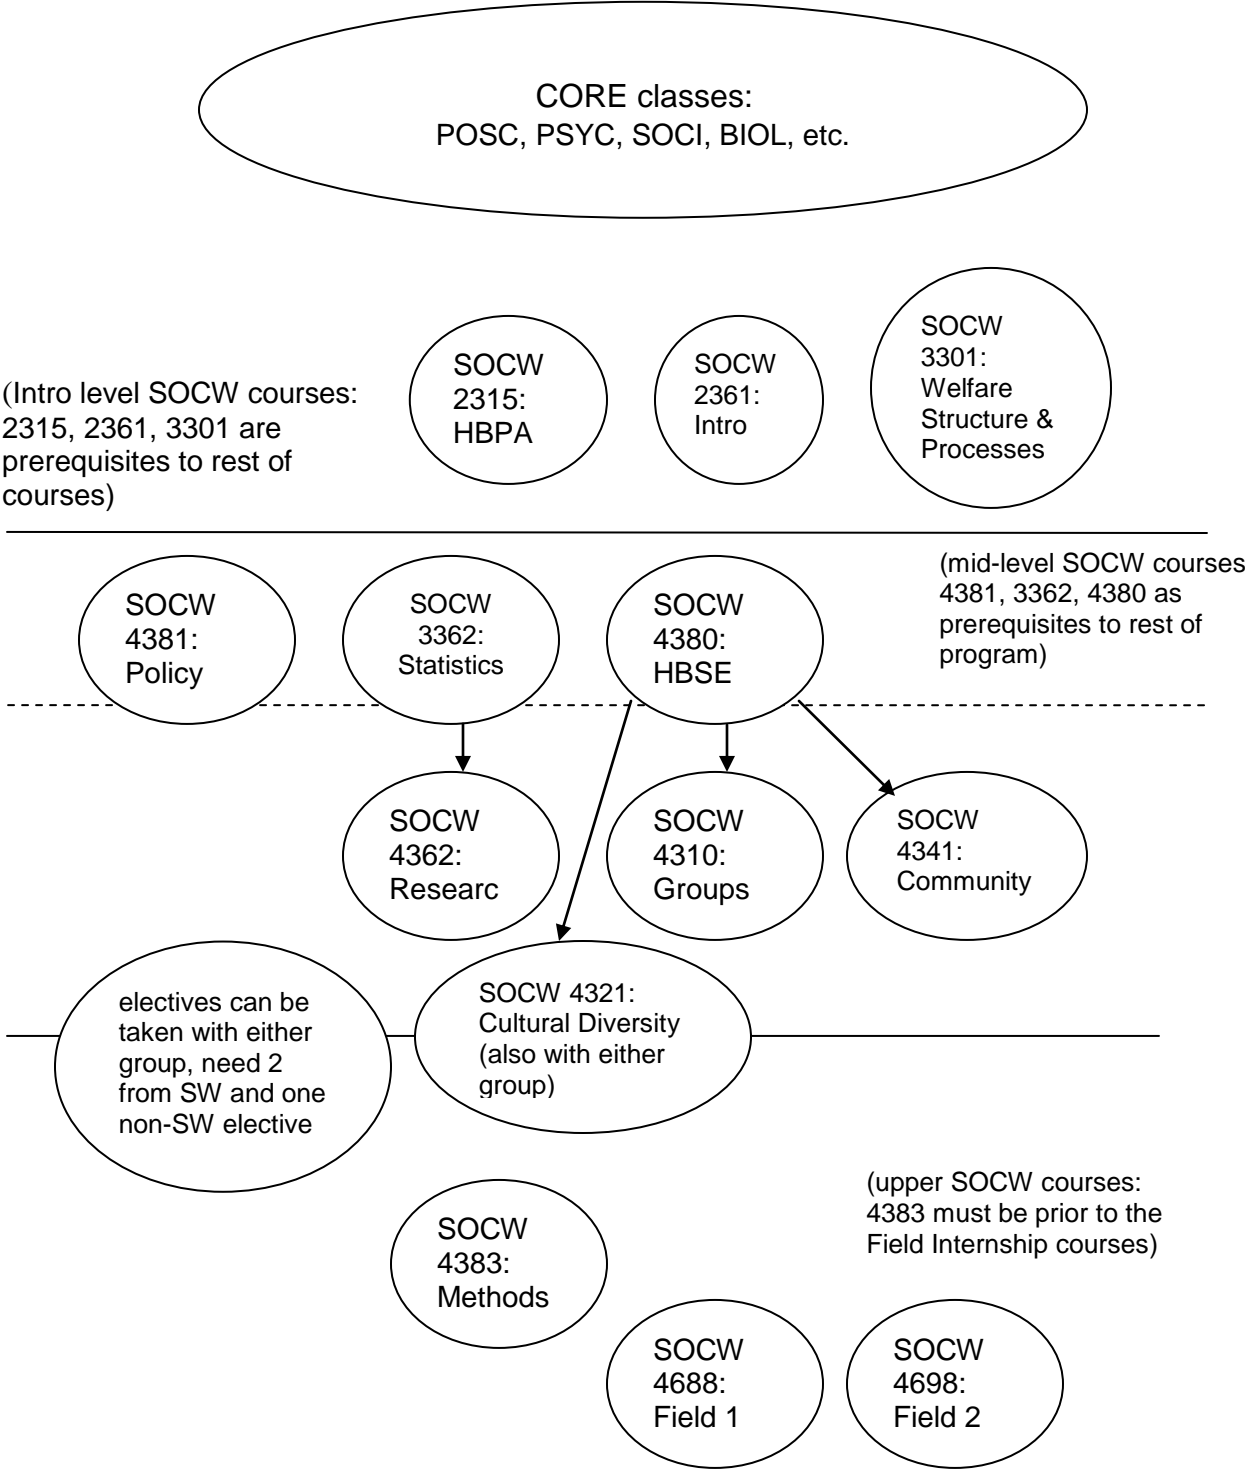 CORE classes:
POSC, PSYC, SOCI, BIOL, etc.
(Intro level SOCW courses:
2315, 2361, 3301 are
prerequisites to rest of
courses)
SOCW
2315:
HBPA
SOCW
2361:
Intro
SOCW
3301:
Welfare
Structure &
Processes
SOCW
4381:
Policy
SOCW
3362:
Statistics
SOCW
4380:
HBSE
(mid-level SOCW courses
4381, 3362, 4380 as
prerequisites to rest of
program)
SOCW
4362:
Researc
SOCW
4310:
Groups
SOCW
4341:
Community
electives can be
taken with either
group, need 2
from SW and one
non-SW elective
SOCW 4321:
Cultural Diversity
(also with either
group)
SOCW
4383:
Methods
(upper SOCW courses:
4383 must be prior to the
Field Internship courses)
SOCW
4688:
Field 1
SOCW
4698:
Field 2